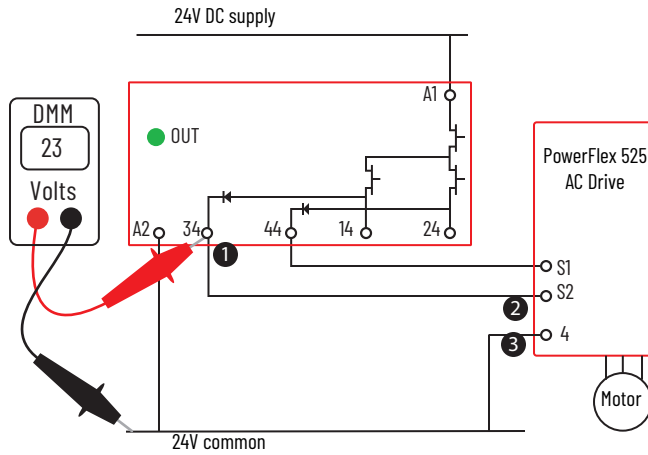 24V DC supply
DMM
23
Volts
OUT
A1
A2
34
44
14
24
1
PowerFlex 525
AC Drive
S1
S2
2
3
4
Motor
24V common